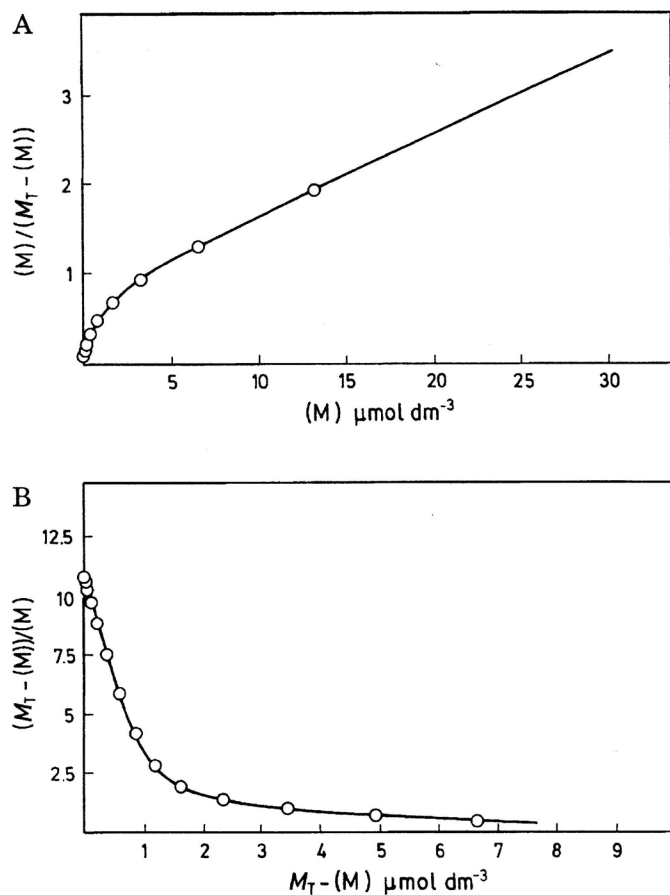 A
(M)/(M_T-(M))
3
2
1
5 10 15 20 25 30
(M) μmol dm⁻³
B
(M_T-(M))/(M)
12.5
10
7.5
5
2.5
1 2 3 4 5 6 7 8 9
M_T-(M) μmol dm⁻³